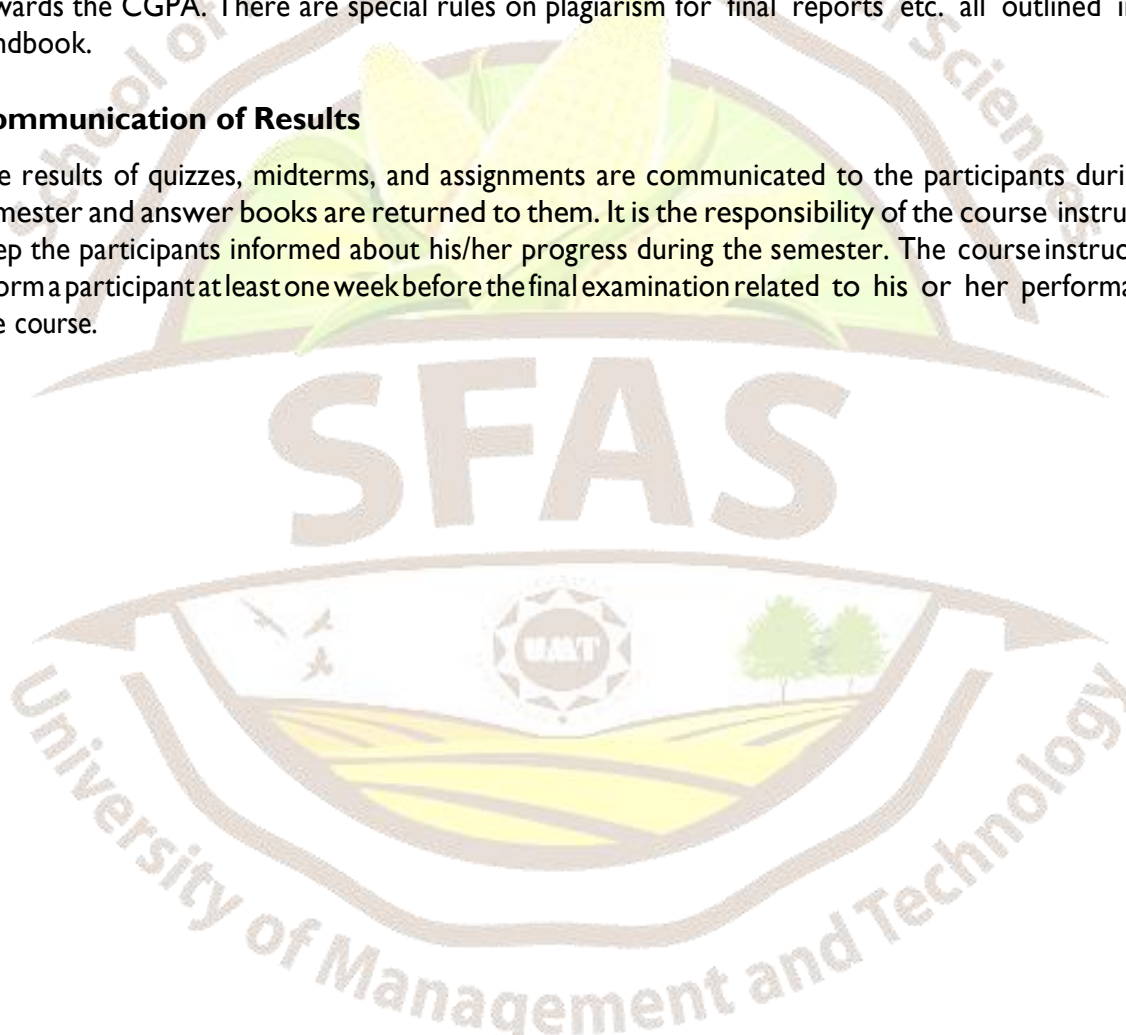 wards the CGPA. There are special rules on plagiarism for final reports etc. all outlined in
ndbook.
ommunication of Results
e results of quizzes, midterms, and assignments are communicated to the participants duri
mester and answer books are returned to them. It is the responsibility of the course instru
ep the participants informed about his/her progress during the semester. The course instruc
orm a participant at least one week before the final examination related to his or her performa
e course.
School of
Sciences
SFAS
UMT
University of Management and Technology